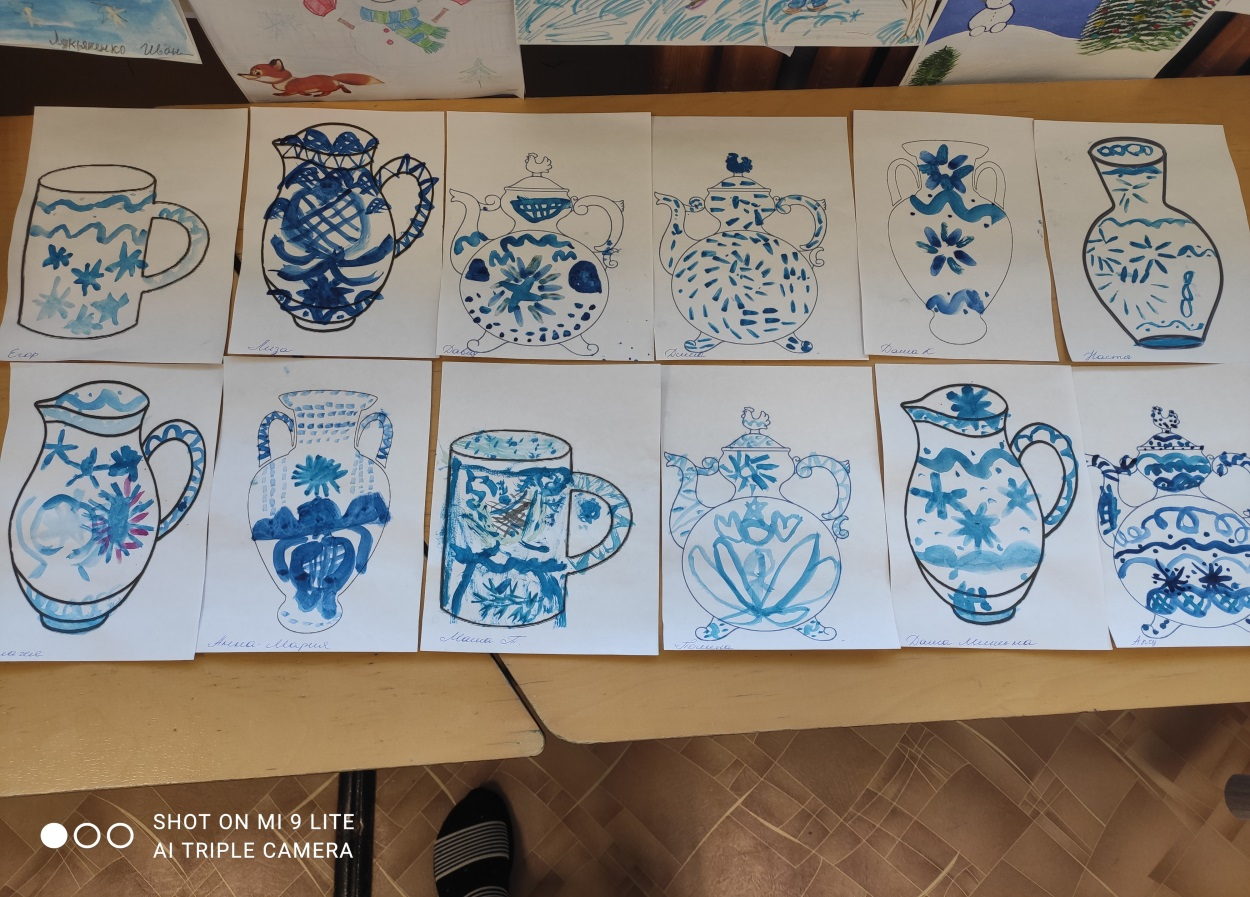 Лукьяненко Иван
Егор
Лиза
Даша К
Настя
Анна-Мария
Маша П.
Полина
Даша Мишина
SHOT ON MI 9 LITE
AI TRIPLE CAMERA